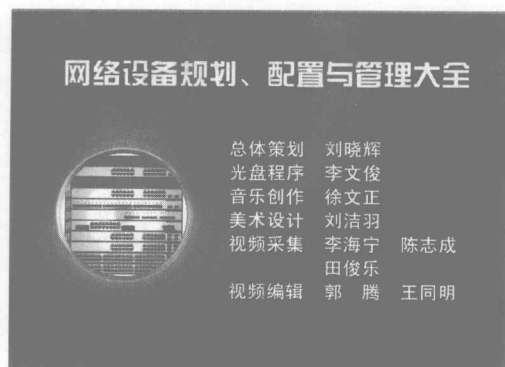 网络设备规划、配置与管理大全
总体策划 刘晓辉
光盘程序 李文俊
音乐创作 徐文正
美术设计 刘洁羽
视频采集 李海宁 陈志成
田俊乐
视频编辑 郭 腾 王同明